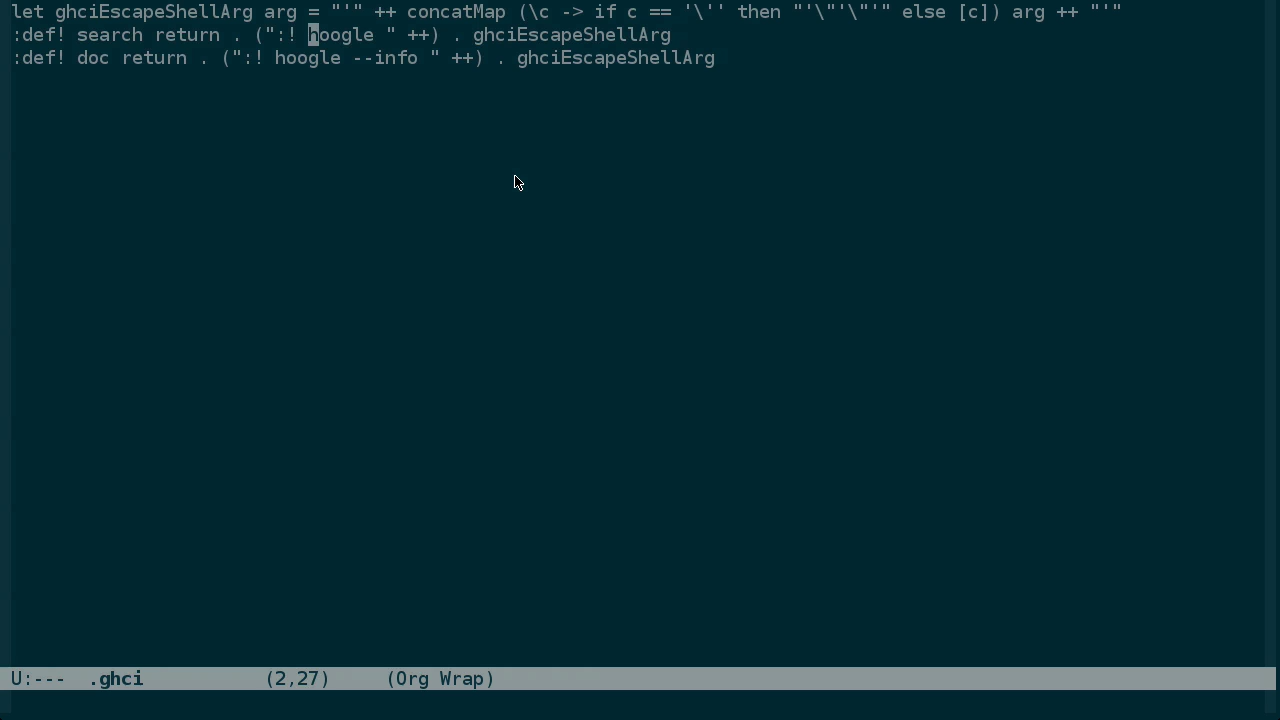 let ghciEscapeShellArg arg = "'" ++ concatMap (\c -> if c == '\'' then "'\"'\"'" else [c]) arg ++ "'"
:def! search return . (":! hoogle " ++) . ghciEscapeShellArg
:def! doc return . (":! hoogle --info " ++) . ghciEscapeShellArg
U:--- .ghci (2,27) (Org Wrap)